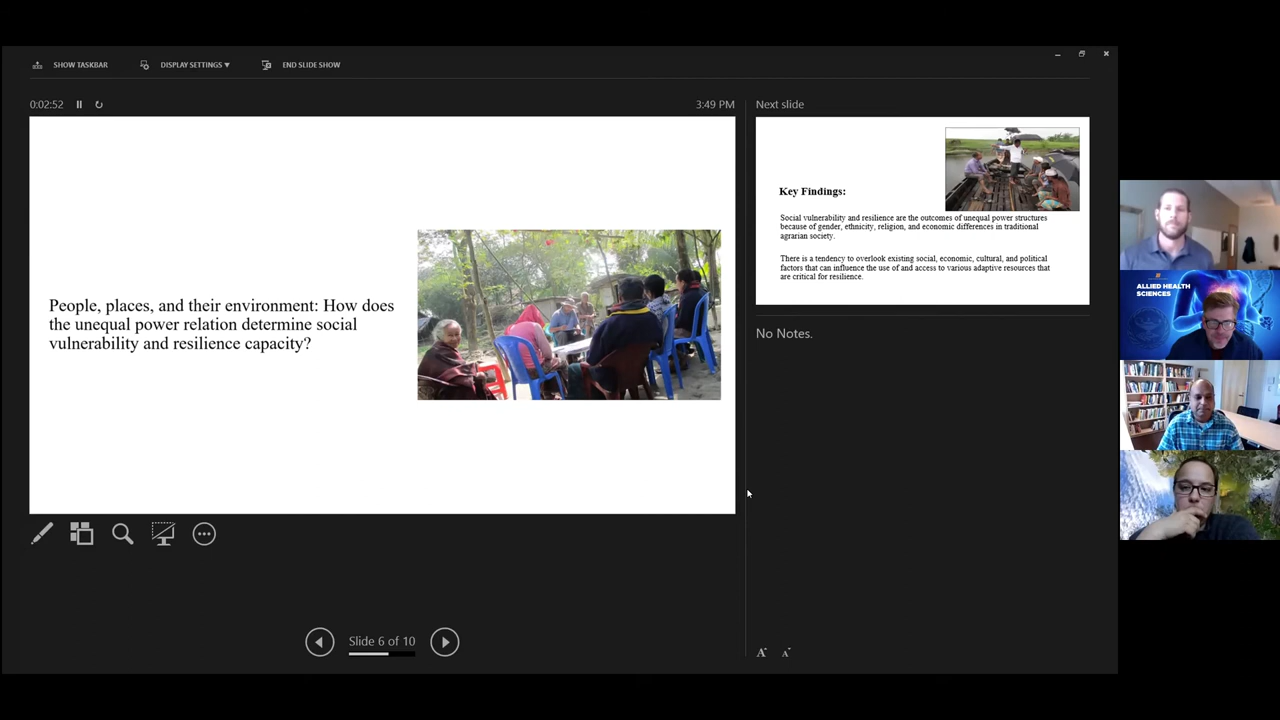 SHOW TASKBAR
DISPLAY SETTINGS ▼
END SLIDE SHOW
0:02:52
3:49 PM
People, places, and their environment: How does
the unequal power relation determine social
vulnerability and resilience capacity?
Slide 6 of 10
Next slide
Key Findings:
Social vulnerability and resilience are the outcomes of unequal power structures
because of gender, ethnicity, religion, and economic differences in traditional
agrarian society.
There is a tendency to overlook existing social, economic, cultural, and political
factors that can influence the use of and access to various adaptive resources that
are critical for resilience.
No Notes.
A A
ALLIED HEALTH
SCIENCES